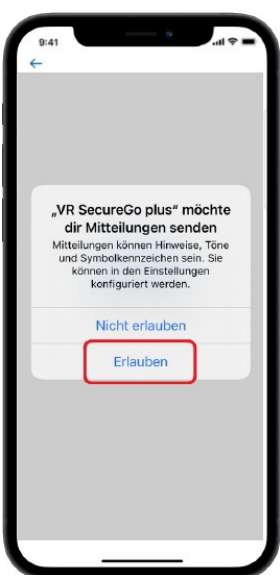 9:41
„VR SecureGo plus“ möchte
dir Mitteilungen senden
Mitteilungen können Hinweise, Töne
und Symbolkennzeichen sein. Sie
können in den Einstellungen
konfiguriert werden.
Nicht erlauben
Erlauben